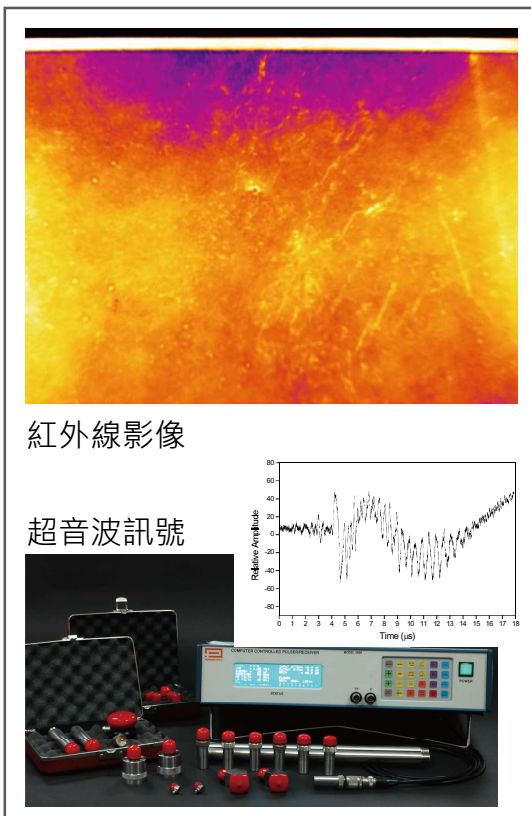 紅外線影像
超音波訊號
Relative Amplitude
80
60
40
20
0
-20
-40
-60
-80
0 1 2 3 4 5 6 7 8 9 10 11 12 13 14 15 16 17 18
Time (μs)
COMPUTER CONTROLLED PULSER/RECEIVER
STATUS
POWER